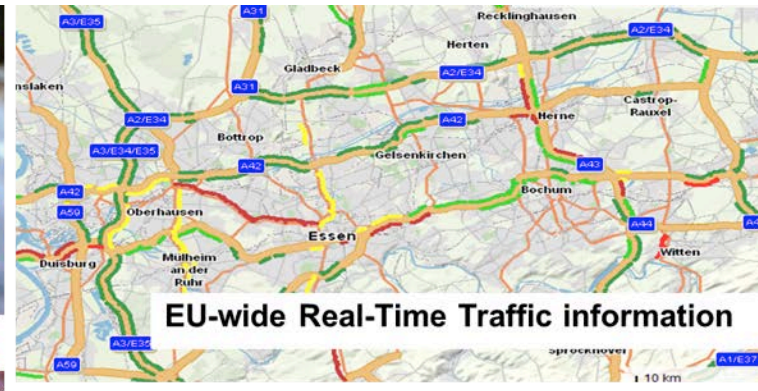 A3/E35
A31
Recklinghausen
A2/E34
Herten
Gladbeck
A2/E34
A31
nslaken
A2/E34
Castrop-
Rauxel
A42
Herne
Bottrop
A3/E34/E35
A42
Gelsenkirchen
A43
A42
Bochum
A59
Oberhausen
A44
Essen
Witten
Duisburg
Mülheim
an der
Ruhr
EU-wide Real-Time Traffic information
A3/E35
Sprockhövel
A59
A1/E37
10 km